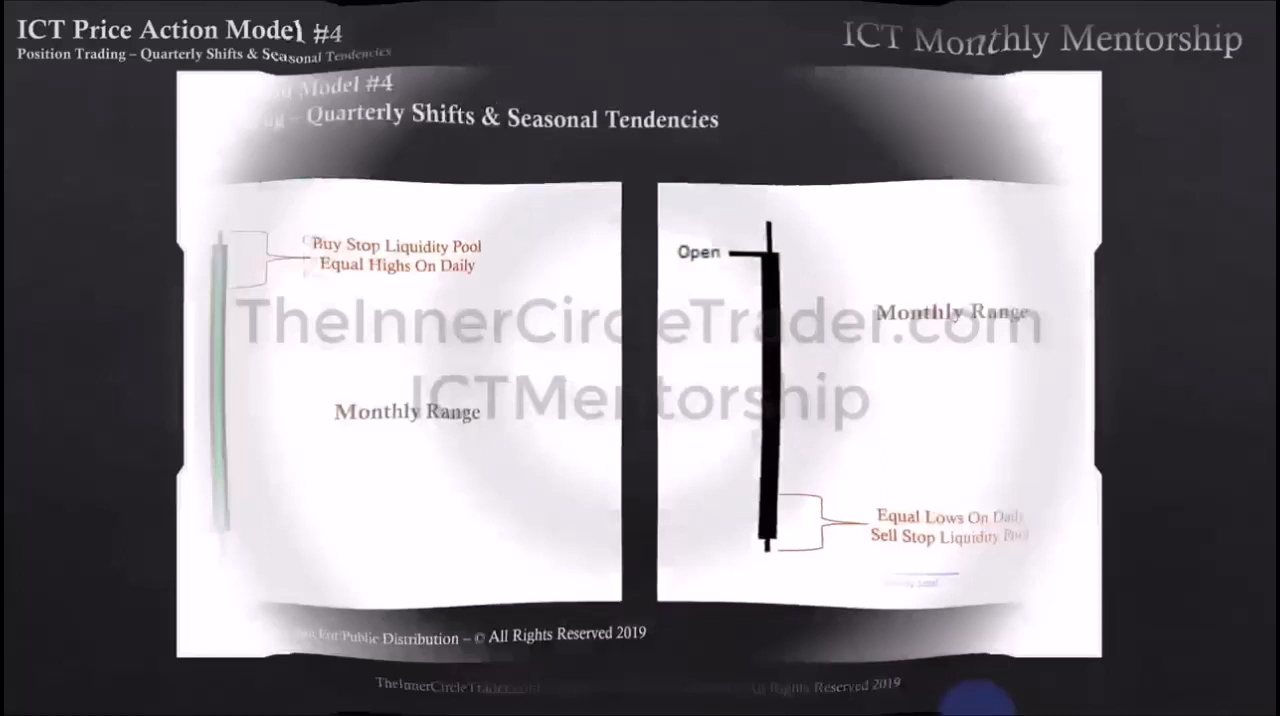 ICT Price Action Model #4
Position Trading – Quarterly Shifts & Seasonal Tendencies
ICT Monthly Mentorship
Model #4
– Quarterly Shifts & Seasonal Tendencies
Buy Stop Liquidity Pool
Equal Highs On Daily
Monthly Range
Open
Monthly Range
Equal Lows On Daily
Sell Stop Liquidity Pool
TheInnerCircleTrader.com
ICTMentorship
Public Distribution – © All Rights Reserved 2019
TheInnerCircleTrader.com
All Rights Reserved 2019